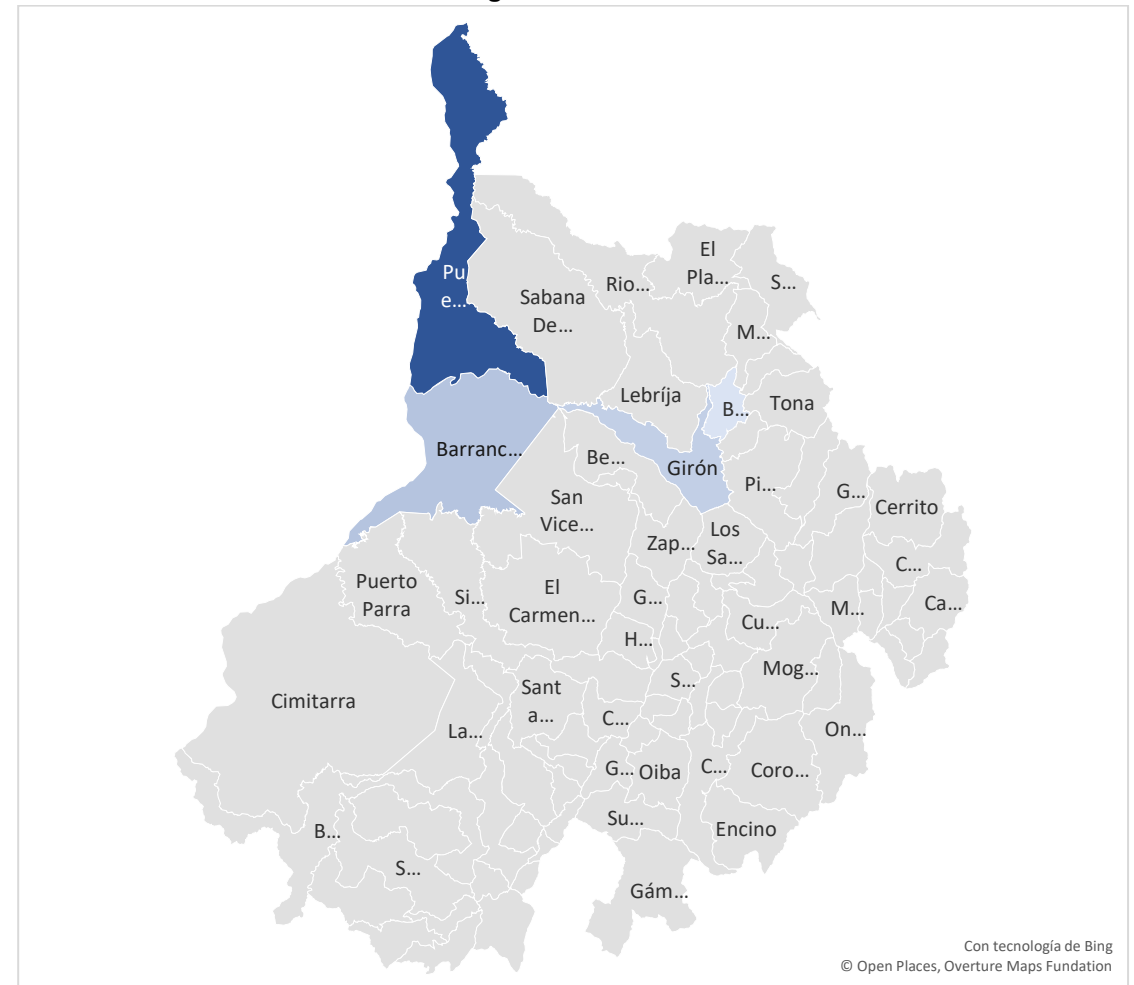 El
Pla...
S...
Pu
e...
Rio...
Sabana
De...
M...
Lebríja
B...
Tona
Barranc...
Be...
Girón
Pi...
G...
Cerrito
San
Vice...
Zap...
Los
Sa...
C...
Puerto
Parra
Si...
El
Carmen...
G...
Cu...
M...
Ca...
H...
Mog...
S...
Cimitarra
Sant
a...
C...
La...
On...
G...
Oiba
C...
Coro...
Su...
Encino
B...
S...
Gám...
Con tecnología de Bing
© Open Places, Overture Maps Fundation